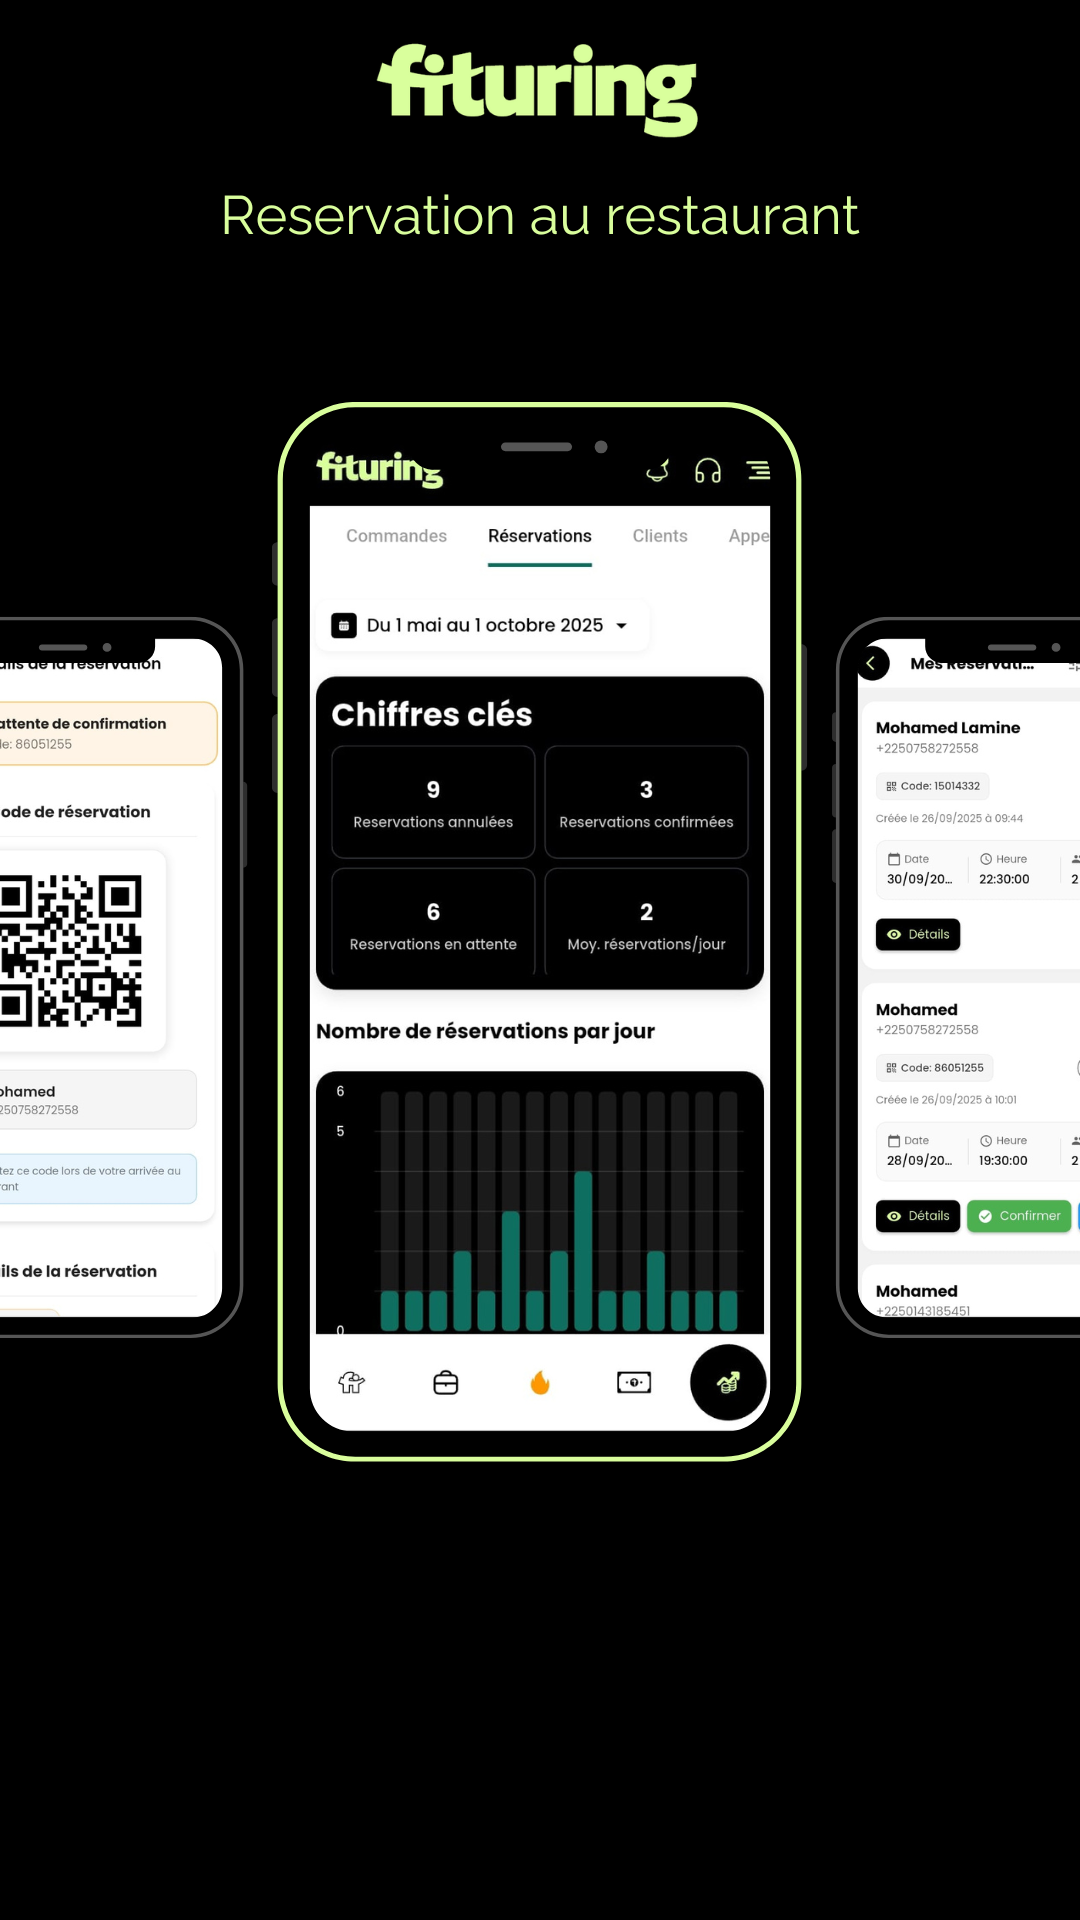 fituring
Reservation au restaurant
fituring
Commandes
Réservations
Clients
Appe
Du 1 mai au 1 octobre 2025
Chiffres clés
9
Reservations annulées
3
Reservations confirmées
6
Reservations en attente
2
Moy. réservations/jour
Nombre de réservations par jour
6
5
0
ails de la réservation
attente de confirmation
de: 86051255
ode de réservation
ohamed
250758272558
tez ce code lors de votre arrivée au
rant
ils de la réservation
Mes Réservati...
Mohamed Lamine
+2250758272558
Code: 15014332
Créée le 26/09/2025 à 09:44
Date
Heure
30/09/20...
22:30:00
2
Détails
Mohamed
+2250758272558
Code: 86051255
Créée le 26/09/2025 à 10:01
Date
Heure
28/09/20...
19:30:00
2
Détails
Confirmer
Mohamed
+2250143185451